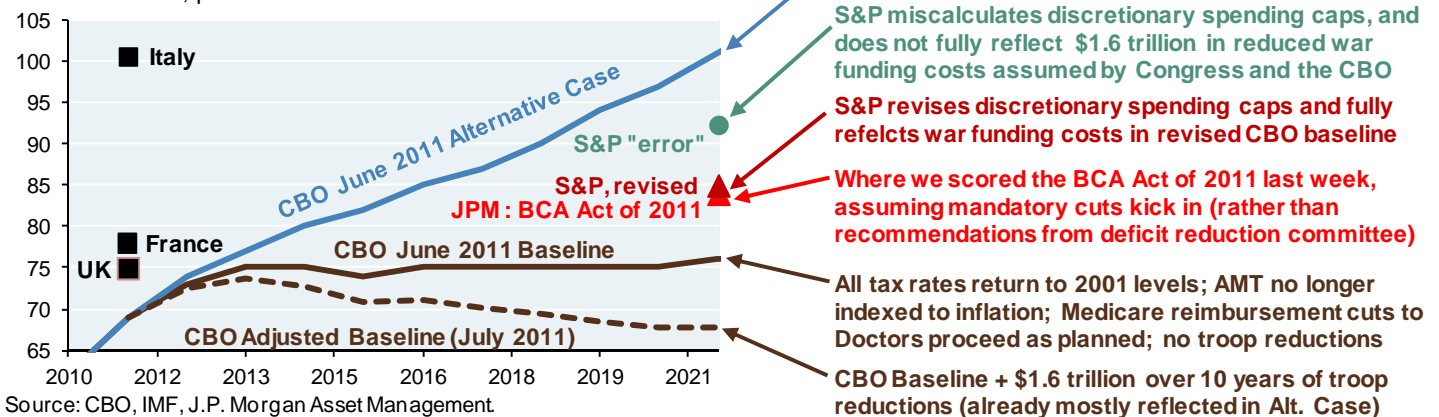 105
100
95
90
85
80
75
70
65
Italy
France
UK
CBO June 2011 Alternative Case
S&P "error"
S&P, revised
JPM : BCA Act of 2011
CBO June 2011 Baseline
CBO Adjusted Baseline (July 2011)
2010 2012 2013 2015 2016 2018 2019 2021
Source: CBO, IMF, J.P. Morgan Asset Management.
S&P miscalculates discretionary spending caps, and
does not fully reflect $1.6 trillion in reduced war
funding costs assumed by Congress and the CBO
S&P revises discretionary spending caps and fully
refelcts war funding costs in revised CBO baseline
Where we scored the BCA Act of 2011 last week,
assuming mandatory cuts kick in (rather than
recommendations from deficit reduction committee)
All tax rates return to 2001 levels; AMT no longer
indexed to inflation; Medicare reimbursement cuts to
Doctors proceed as planned; no troop reductions
CBO Baseline + $1.6 trillion over 10 years of troop
reductions (already mostly reflected in Alt. Case)